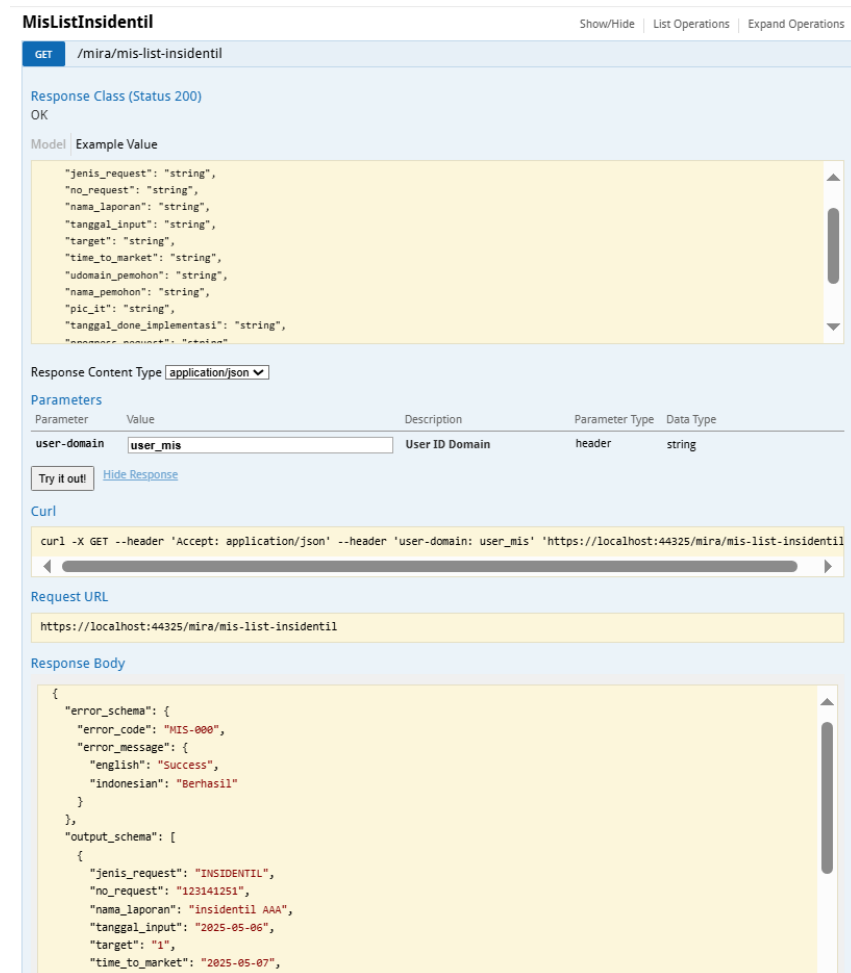 MisListInsidentil
Show/Hide | List Operations | Expand Operations
GET /mira/mis-list-insidentil
Response Class (Status 200)
OK
Model | Example Value
"jenis_request": "string",
"no_request": "string",
"nama_laporan": "string",
"tanggal_input": "string",
"target": "string",
"time_to_market": "string",
"udomain_pemohon": "string",
"nama_pemohon": "string",
"pic_it": "string",
"tanggal_done_implementasi": "string",
"progress_request": "string"
Response Content Type application/json
Parameters
Parameter Value Description Parameter Type Data Type
user-domain user_mis User ID Domain header string
Try it out! Hide Response
Curl
curl -X GET --header 'Accept: application/json' --header 'user-domain: user_mis' 'https://localhost:44325/mira/mis-list-insidentil
Request URL
https://localhost:44325/mira/mis-list-insidentil
Response Body
{
"error_schema": {
"error_code": "MIS-000",
"error_message": {
"english": "Success",
"indonesian": "Berhasil"
}
},
"output_schema": [
{
"jenis_request": "INSIDENTIL",
"no_request": "123141251",
"nama_laporan": "insidentil AAA",
"tanggal_input": "2025-05-06",
"target": "1",
"time_to_market": "2025-05-07",